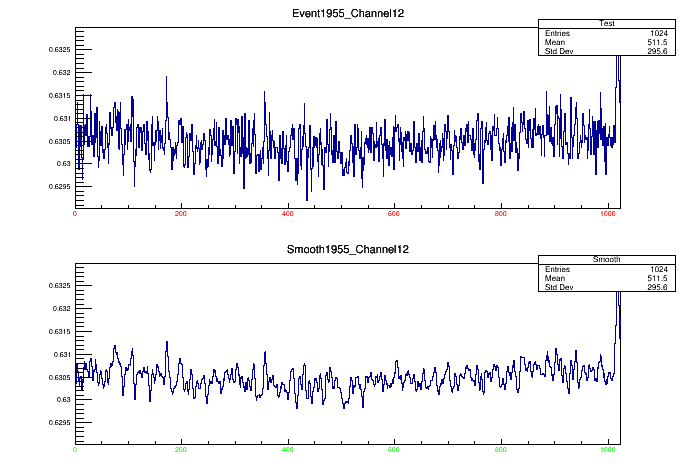 Event1955_Channel12
Test
Entries 1024
Mean 511.5
Std Dev 295.6
0.6325
0.632
0.6315
0.631
0.6305
0.63
0.6295
0 200 400 600 800 1000
Smooth1955_Channel12
Smooth
Entries 1024
Mean 511.5
Std Dev 295.6
0.6325
0.632
0.6315
0.631
0.6305
0.63
0.6295
0 200 400 600 800 1000